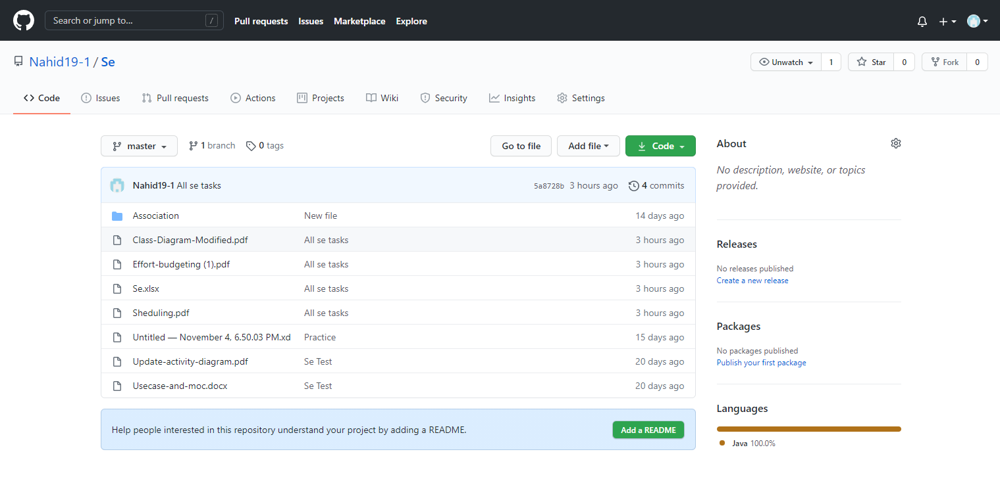 Search or jump to... /
Pull requests Issues Marketplace Explore
Nahid19-1 / Se
Unwatch 1 Star 0 Fork 0
Code Issues Pull requests Actions Projects Wiki Security Insights Settings
master 1 branch 0 tags Go to file Add file Code
Nahid19-1 All se tasks 5a8728b 3 hours ago 4 commits
Association New file 14 days ago
Class-Diagram-Modified.pdf All se tasks 3 hours ago
Effort-budgeting (1).pdf All se tasks 3 hours ago
Se.xlsx All se tasks 3 hours ago
Sheduling.pdf All se tasks 3 hours ago
Untitled — November 4, 6.50.03 PM.xd Practice 15 days ago
Update-activity-diagram.pdf Se Test 20 days ago
Usecase-and-moc.docx Se Test 20 days ago
Help people interested in this repository understand your project by adding a README. Add a README
About
No description, website, or topics
provided.
Releases
No releases published
Create a new release
Packages
No packages published
Publish your first package
Languages
Java 100.0%